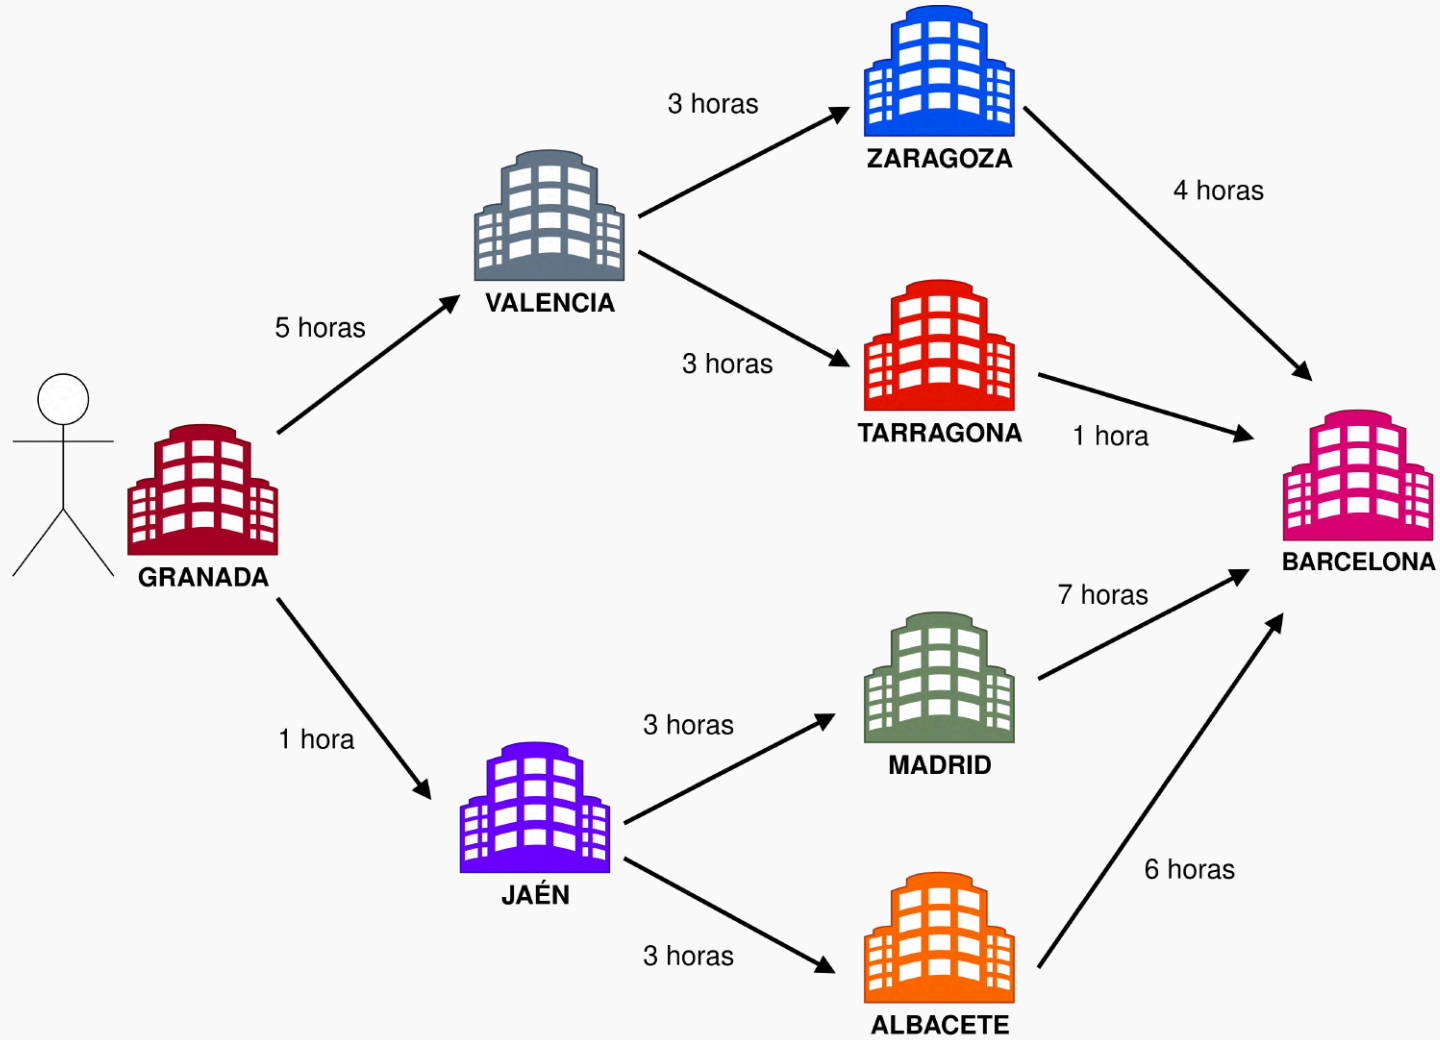 3 horas
ZARAGOZA
4 horas
VALENCIA
5 horas
3 horas
TARRAGONA
1 hora
GRANADA
BARCELONA
7 horas
1 hora
3 horas
MADRID
JAÉN
6 horas
3 horas
ALBACETE